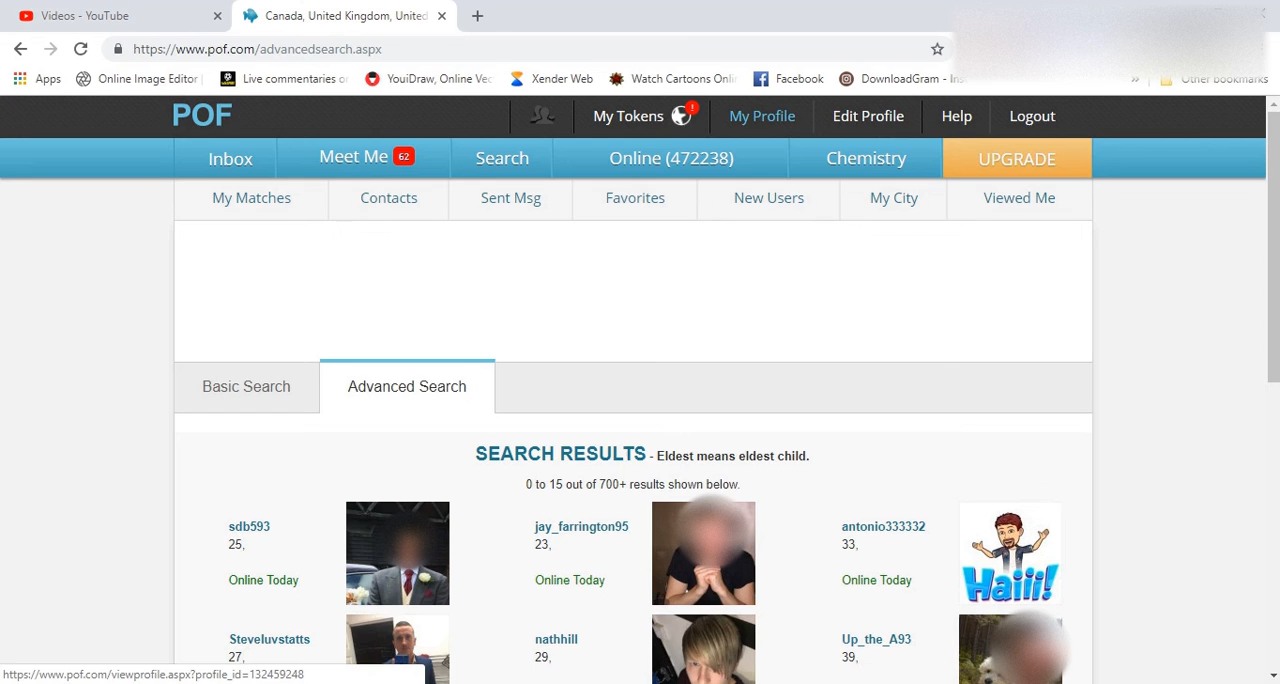 Videos - YouTube
Canada, United Kingdom, United
https://www.pof.com/advancedsearch.aspx
Apps
Online Image Editor
Live commentaries or
YouiDraw, Online Vec
Xender Web
Watch Cartoons Onli
Facebook
DownloadGram - Ins
»
Other bookmarks
POF
My Tokens
!
My Profile
Edit Profile
Help
Logout
Inbox
Meet Me 62
Search
Online (472238)
Chemistry
UPGRADE
My Matches
Contacts
Sent Msg
Favorites
New Users
My City
Viewed Me
Basic Search
Advanced Search
SEARCH RESULTS - Eldest means eldest child.
0 to 15 out of 700+ results shown below.
sdb593
25,
Online Today
jay_farrington95
23,
Online Today
antonio333332
33,
Online Today
Haiii!
Steveluvstatts
27,
nathhill
29,
Up_the_A93
39,
https://www.pof.com/viewprofile.aspx?profile_id=132459248